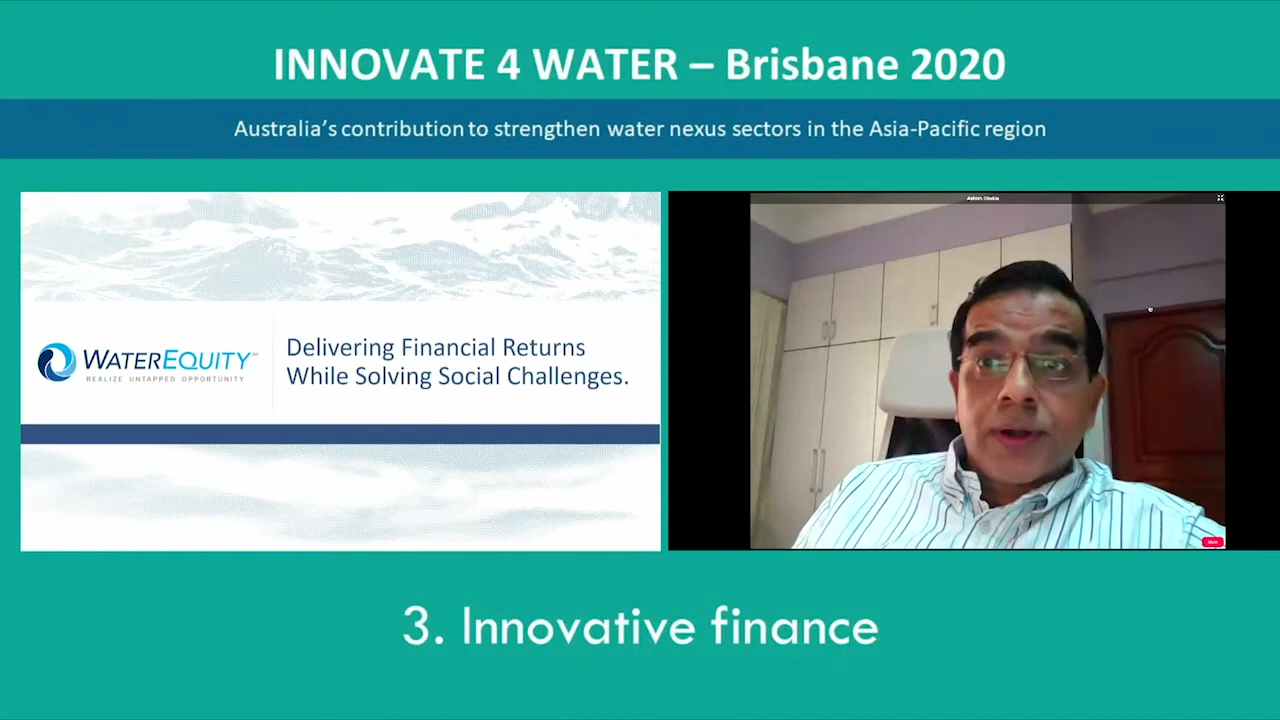 INNOVATE 4 WATER – Brisbane 2020
Australia's contribution to strengthen water nexus sectors in the Asia-Pacific region
WATEREQUITY SM
REALIZE UNTAPPED OPPORTUNITY
Delivering Financial Returns
While Solving Social Challenges.
3. Innovative finance